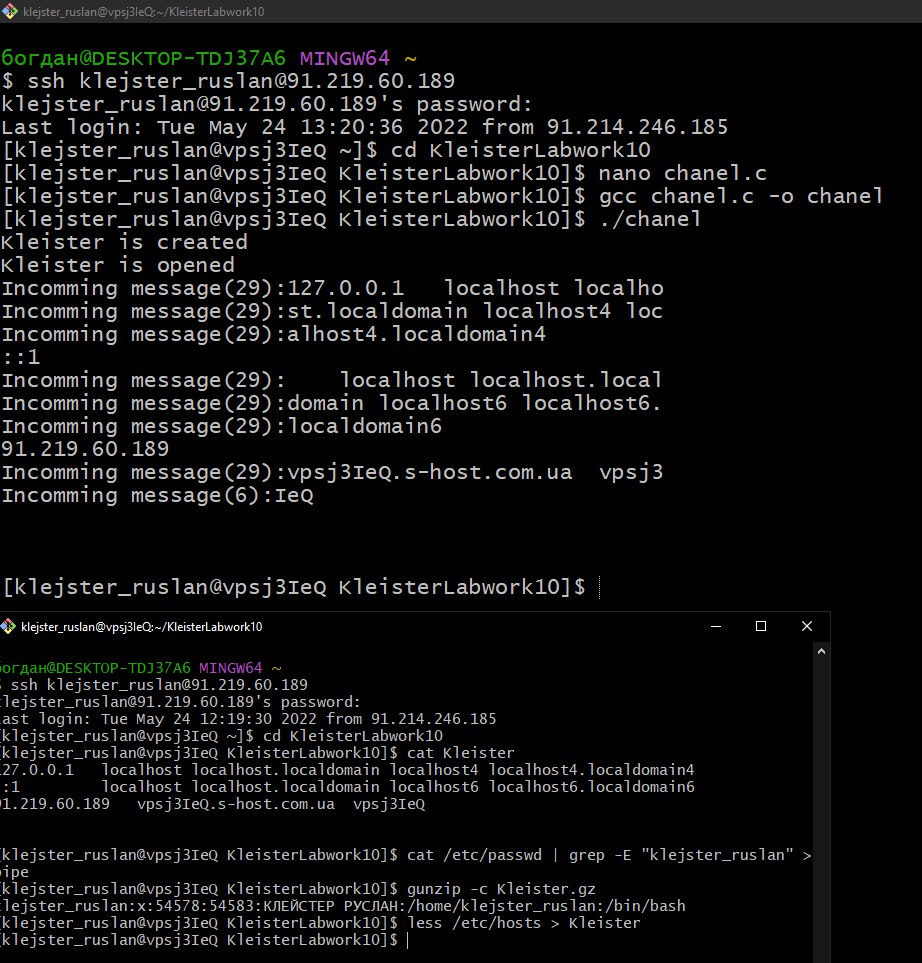 klejster_ruslan@vpsj3IeQ:~/KleisterLabwork10
богдан@DESKTOP-TDJ37A6 MINGW64 ~
$ ssh klejster_ruslan@91.219.60.189
klejster_ruslan@91.219.60.189's password:
Last login: Tue May 24 13:20:36 2022 from 91.214.246.185
[klejster_ruslan@vpsj3IeQ ~]$ cd KleisterLabwork10
[klejster_ruslan@vpsj3IeQ KleisterLabwork10]$ nano chanel.c
[klejster_ruslan@vpsj3IeQ KleisterLabwork10]$ gcc chanel.c -o chanel
[klejster_ruslan@vpsj3IeQ KleisterLabwork10]$ ./chanel
Kleister is created
Kleister is opened
Incomming message(29):127.0.0.1   localhost localho
Incomming message(29):st.localdomain localhost4 loc
Incomming message(29):alhost4.localdomain4
::1
Incomming message(29):    localhost localhost.local
Incomming message(29):domain localhost6 localhost6.
Incomming message(29):localdomain6
91.219.60.189
Incomming message(29):vpsj3IeQ.s-host.com.ua  vpsj3
Incomming message(6):IeQ
[klejster_ruslan@vpsj3IeQ KleisterLabwork10]$
klejster_ruslan@vpsj3IeQ:~/KleisterLabwork10
богдан@DESKTOP-TDJ37A6 MINGW64 ~
$ ssh klejster_ruslan@91.219.60.189
klejster_ruslan@91.219.60.189's password:
Last login: Tue May 24 12:19:30 2022 from 91.214.246.185
[klejster_ruslan@vpsj3IeQ ~]$ cd KleisterLabwork10
[klejster_ruslan@vpsj3IeQ KleisterLabwork10]$ cat Kleister
127.0.0.1   localhost localhost.localdomain localhost4 localhost4.localdomain4
::1         localhost localhost.localdomain localhost6 localhost6.localdomain6
91.219.60.189   vpsj3IeQ.s-host.com.ua  vpsj3IeQ
[klejster_ruslan@vpsj3IeQ KleisterLabwork10]$ cat /etc/passwd | grep -E "klejster_ruslan" >
pipe
[klejster_ruslan@vpsj3IeQ KleisterLabwork10]$ gunzip -c Kleister.gz
klejster_ruslan:x:54578:54583:КЛЕЙСТЕР РУСЛАН:/home/klejster_ruslan:/bin/bash
[klejster_ruslan@vpsj3IeQ KleisterLabwork10]$ less /etc/hosts > Kleister
[klejster_ruslan@vpsj3IeQ KleisterLabwork10]$